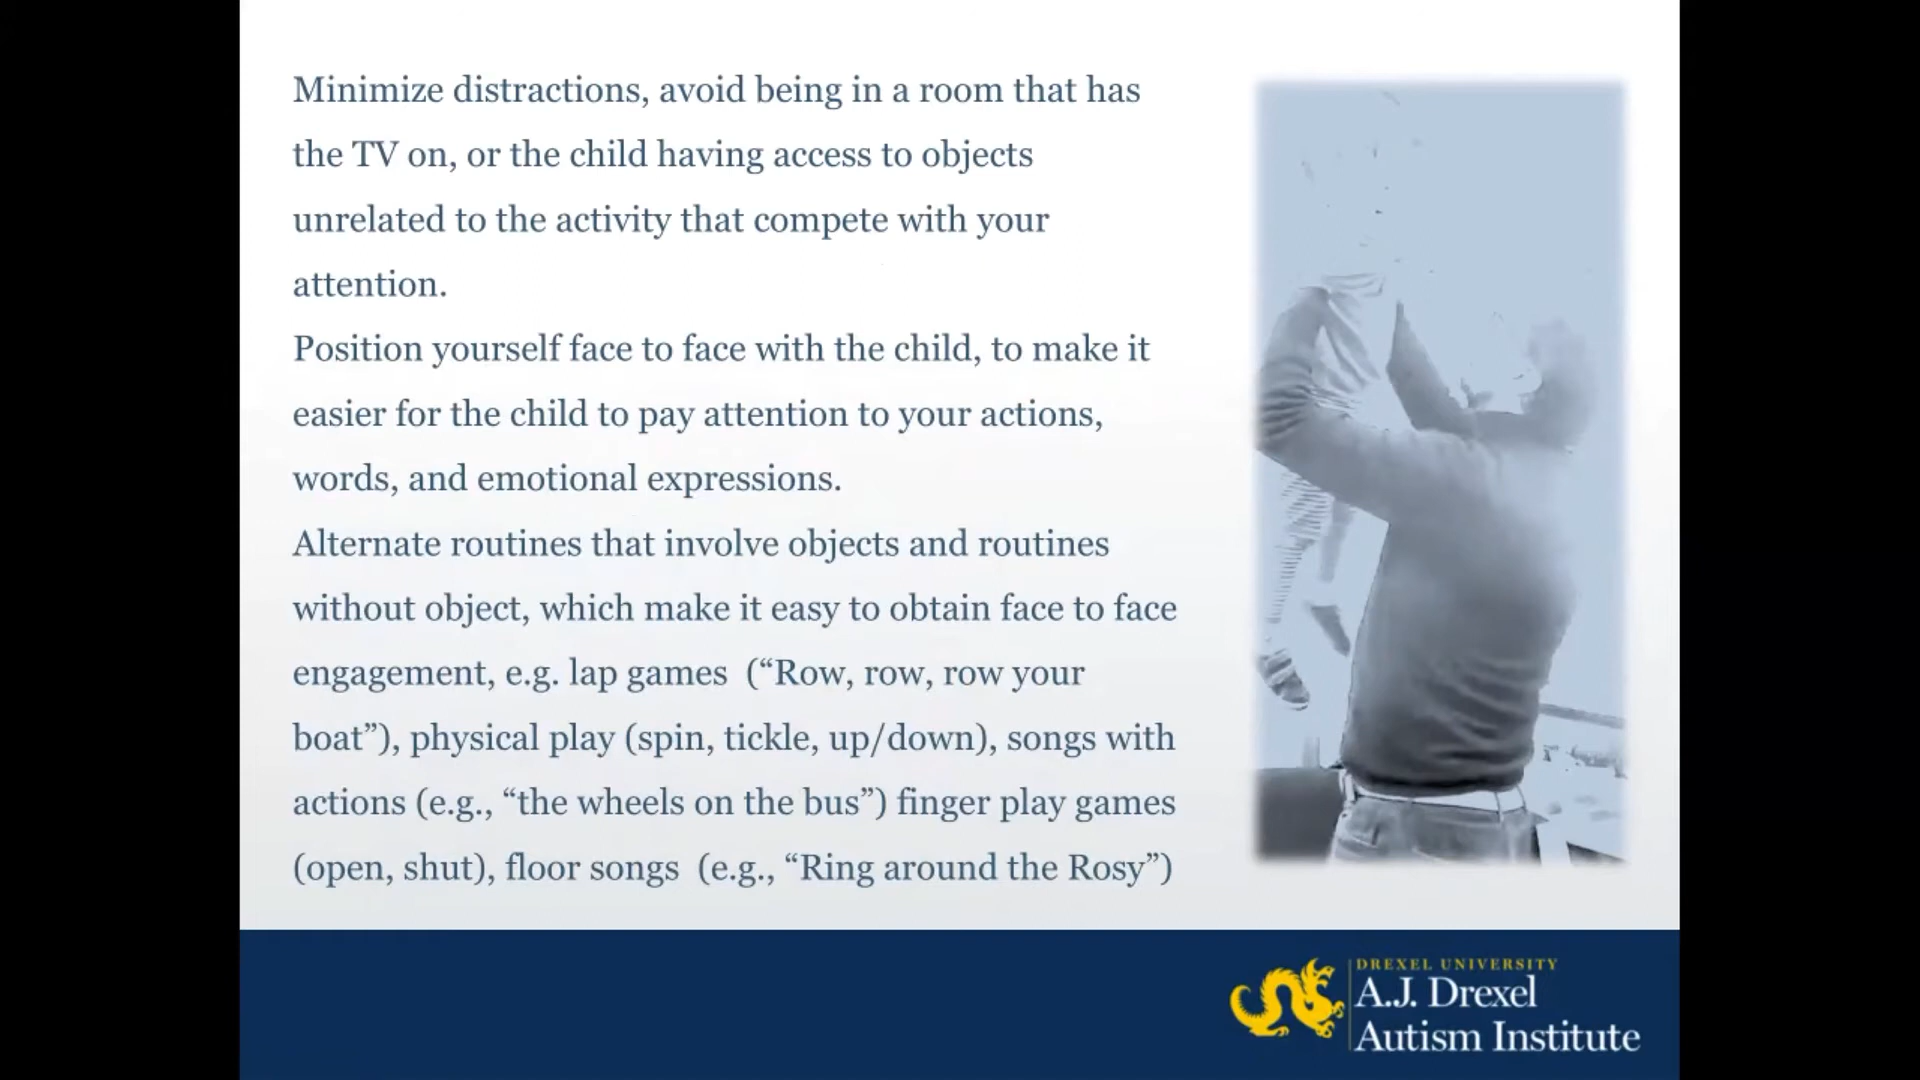 Minimize distractions, avoid being in a room that has
the TV on, or the child having access to objects
unrelated to the activity that compete with your
attention.
Position yourself face to face with the child, to make it
easier for the child to pay attention to your actions,
words, and emotional expressions.
Alternate routines that involve objects and routines
without object, which make it easy to obtain face to face
engagement, e.g. lap games  (“Row, row, row your
boat”), physical play (spin, tickle, up/down), songs with
actions (e.g., “the wheels on the bus”) finger play games
(open, shut), floor songs  (e.g., “Ring around the Rosy”)
DREXEL UNIVERSITY
A.J. Drexel
Autism Institute